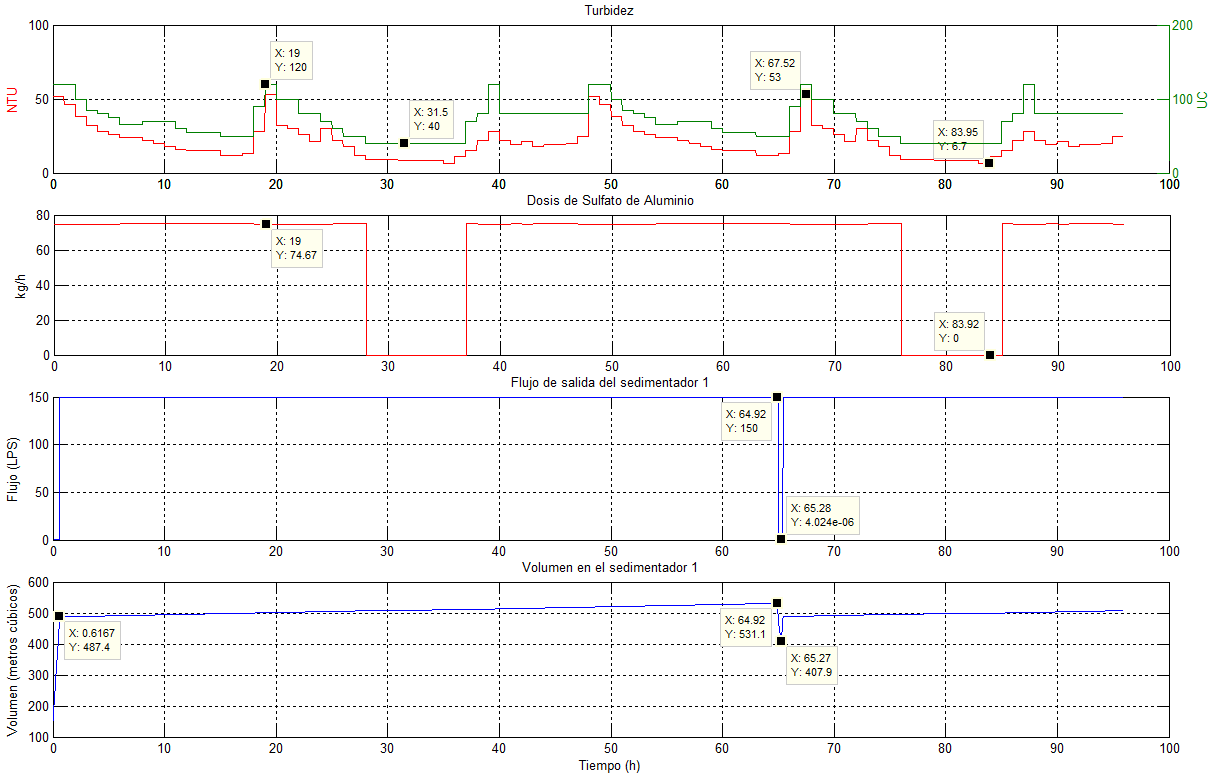 Turbidez
100
50
0
NTU
200
100
0
UC
X: 19
Y: 120
X: 31.5
Y: 40
X: 67.52
Y: 53
X: 83.95
Y: 6.7
0 10 20 30 40 50 60 70 80 90 100
Dosis de Sulfato de Aluminio
80
60
40
20
0
kg/h
X: 19
Y: 74.67
X: 83.92
Y: 0
0 10 20 30 40 50 60 70 80 90 100
Flujo de salida del sedimentador 1
150
100
50
0
Flujo (LPS)
X: 64.92
Y: 150
X: 65.28
Y: 4.024e-06
0 10 20 30 40 50 60 70 80 90 100
Volumen en el sedimentador 1
600
500
400
300
200
100
Volumen (metros cúbicos)
X: 0.6167
Y: 487.4
X: 64.92
Y: 531.1
X: 65.27
Y: 407.9
0 10 20 30 40 50 60 70 80 90 100
Tiempo (h)